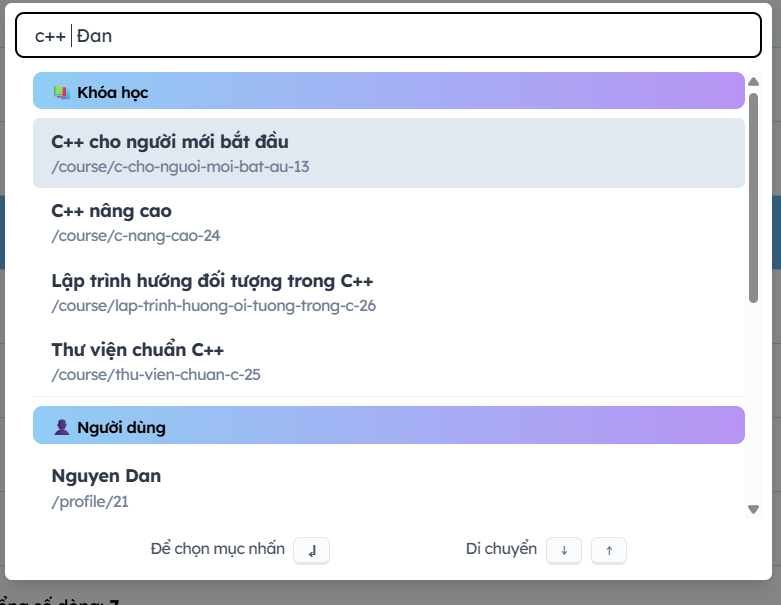 c++ Đan
Khóa học
C++ cho người mới bắt đầu
/course/c-cho-nguoi-moi-bat-au-13
C++ nâng cao
/course/c-nang-cao-24
Lập trình hướng đối tượng trong C++
/course/lap-trinh-huong-oi-tuong-trong-c-26
Thư viện chuẩn C++
/course/thu-vien-chuan-c-25
Người dùng
Nguyen Dan
/profile/21
Để chọn mục nhấn ↲ Di chuyển ↓ ↑
ổng số dòng: 7